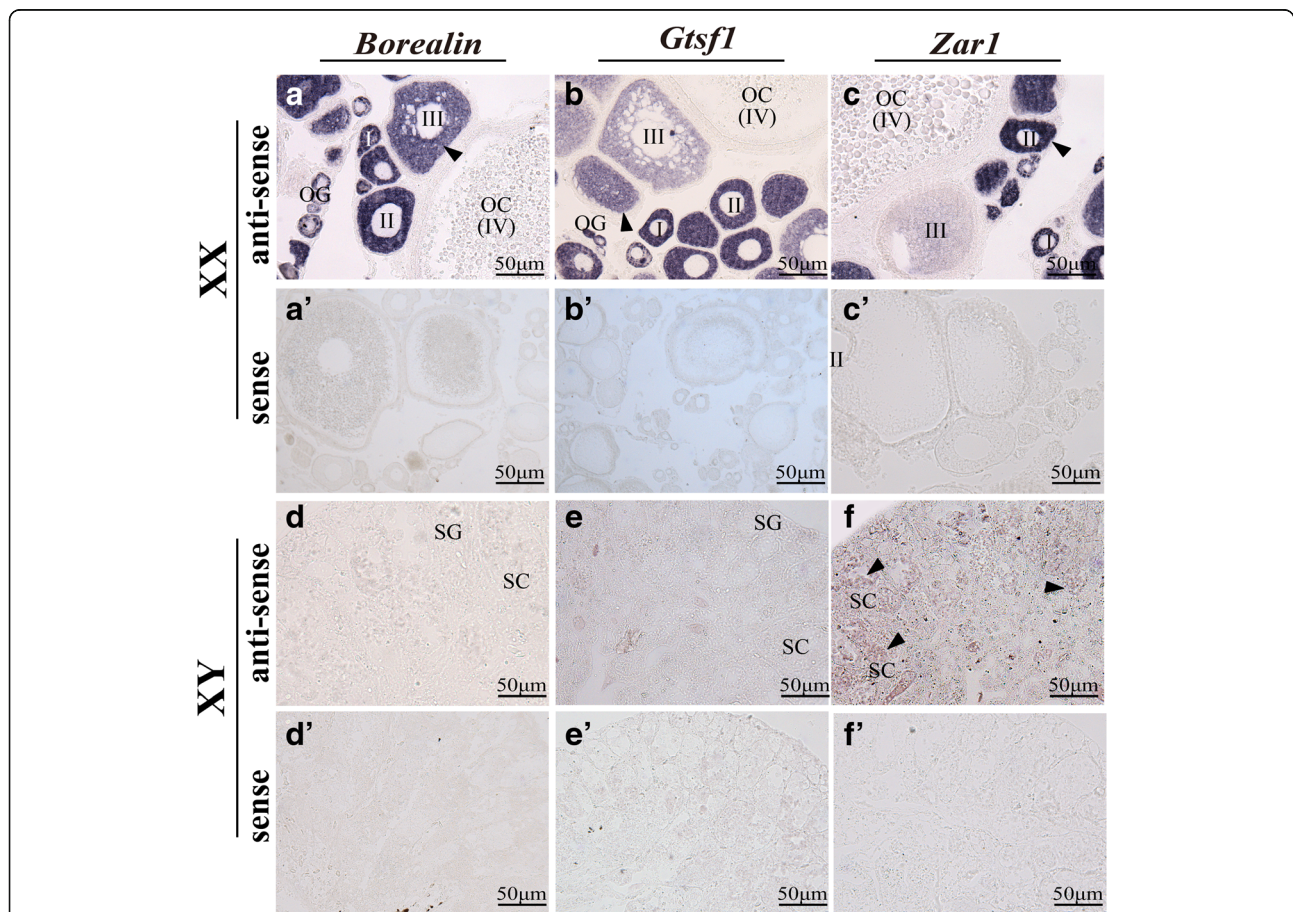 Borealin
Gtsf1
Zar1
XX
anti-sense
sense
XY
anti-sense
sense
a
III
I
OG
II
OC
(IV)
50μm
b
OC
(IV)
III
II
OG
I
50μm
c
OC
(IV)
II
III
I
50μm
a'
50μm
b'
50μm
c'
II
50μm
d
SG
SC
50μm
e
SG
SC
50μm
f
SC
SC
50μm
d'
50μm
e'
50μm
f'
50μm